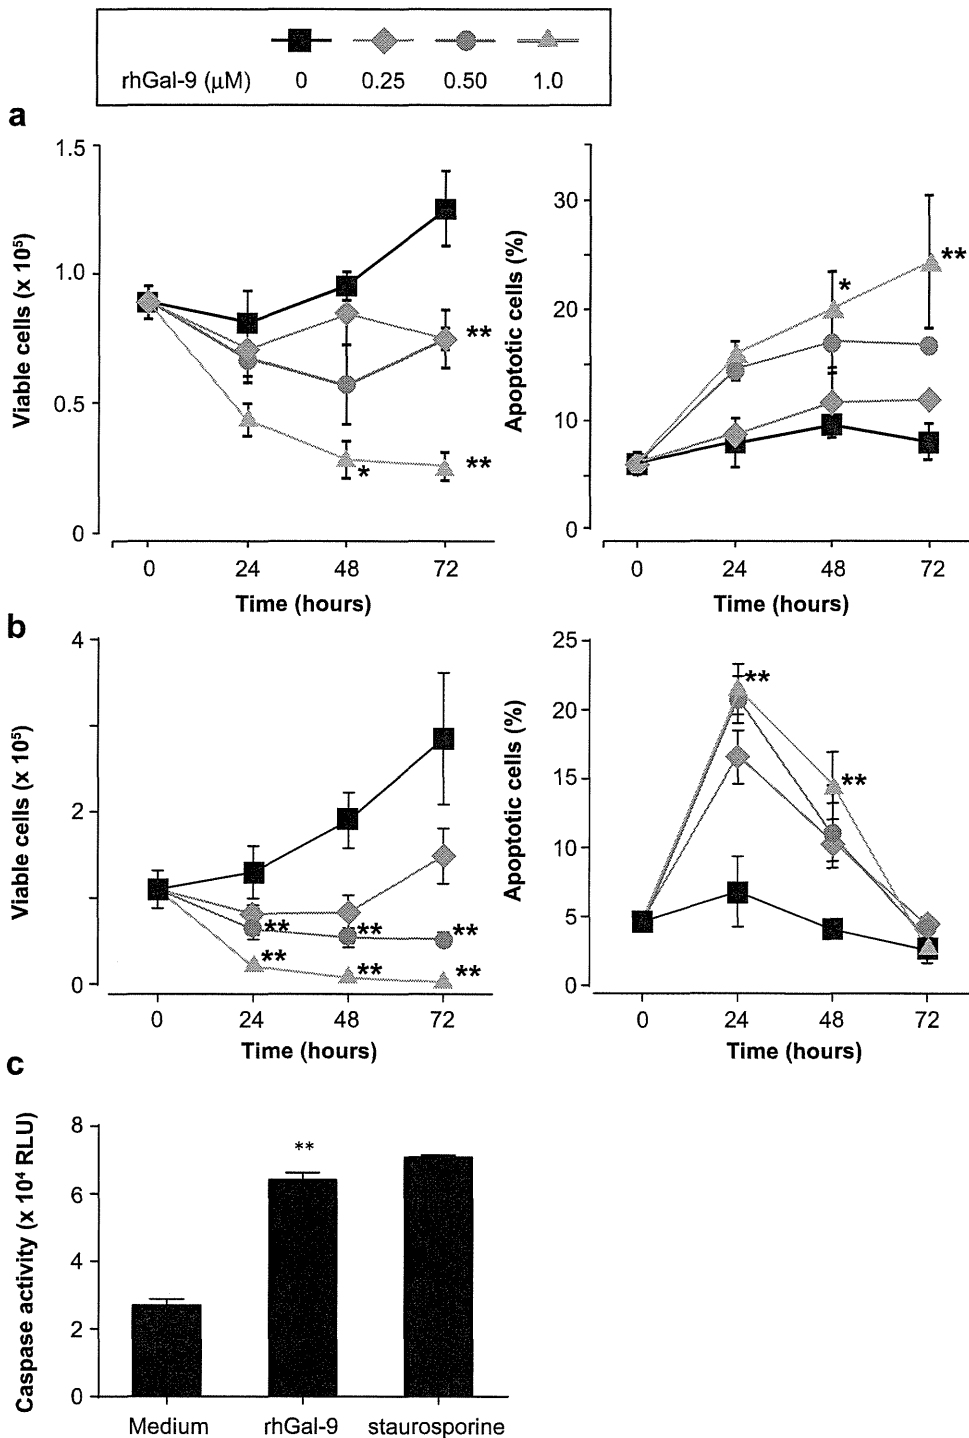 rhGal-9 (μM) 0 0.25 0.50 1.0
a
Viable cells (x 10⁵)
1.5
1.0
0.5
0
**
*
**
0 24 48 72
Time (hours)
Apoptotic cells (%)
30
20
10
0
*
**
0 24 48 72
Time (hours)
b
Viable cells (x 10⁵)
4
2
0
** ** **
** ** **
0 24 48 72
Time (hours)
Apoptotic cells (%)
25
20
15
10
5
0
**
**
0 24 48 72
Time (hours)
c
Caspase activity (x 10⁴ RLU)
8
6
4
2
0
**
Medium rhGal-9 staurosporine